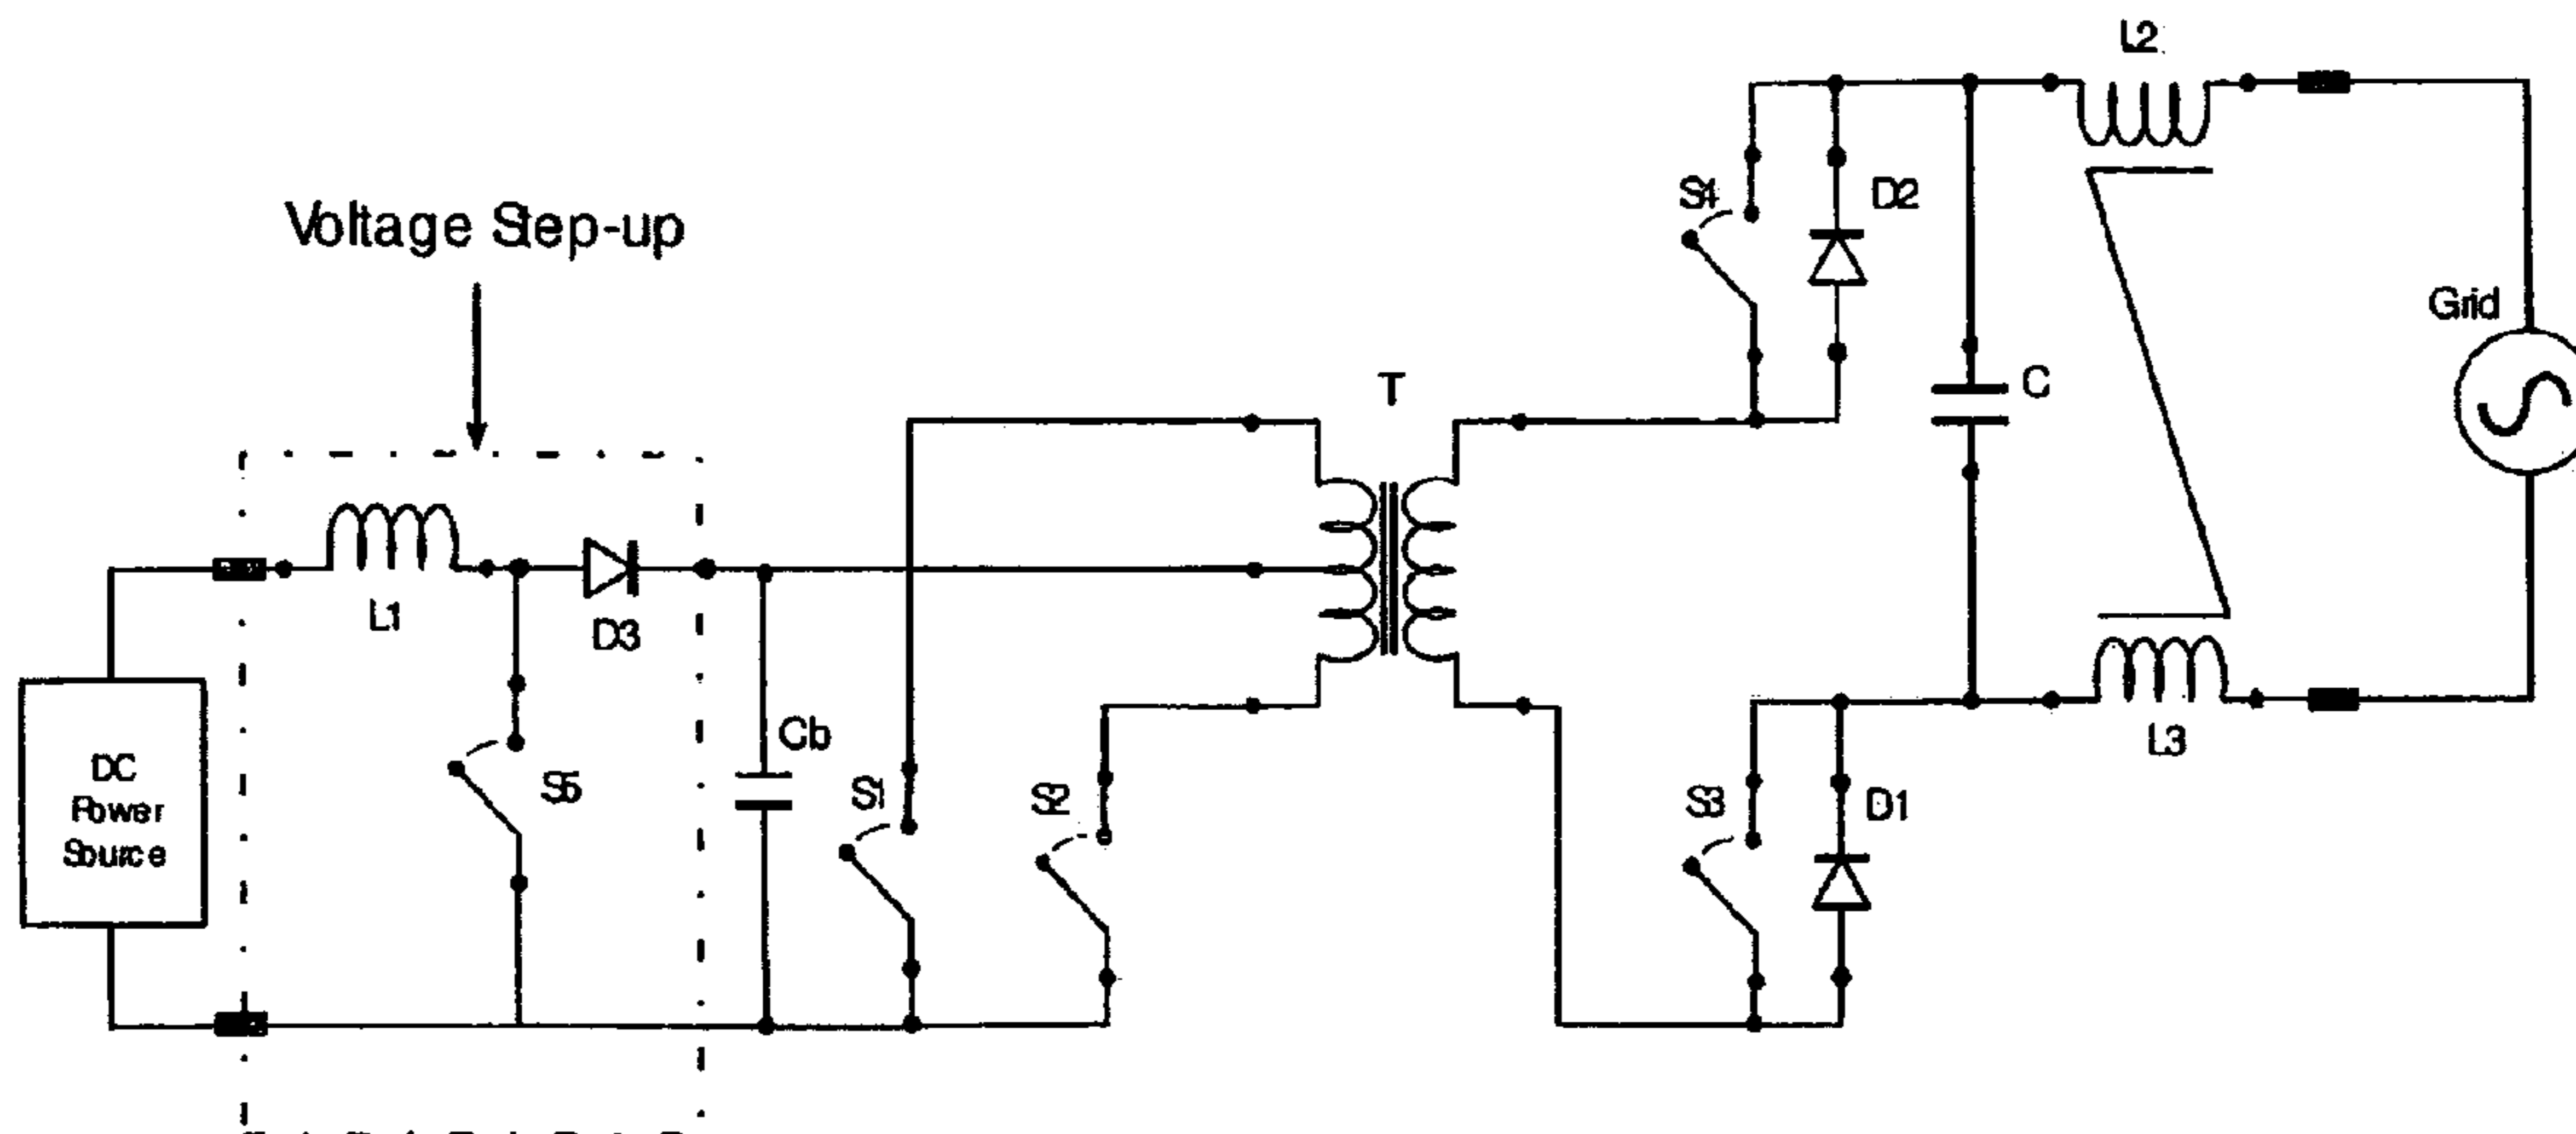 L2
S4
D2
Voltage Step-up
Grid
T
C
L1
D3
Cb
L3
DC
Power
Source
S5
S1
S2
S3
D1